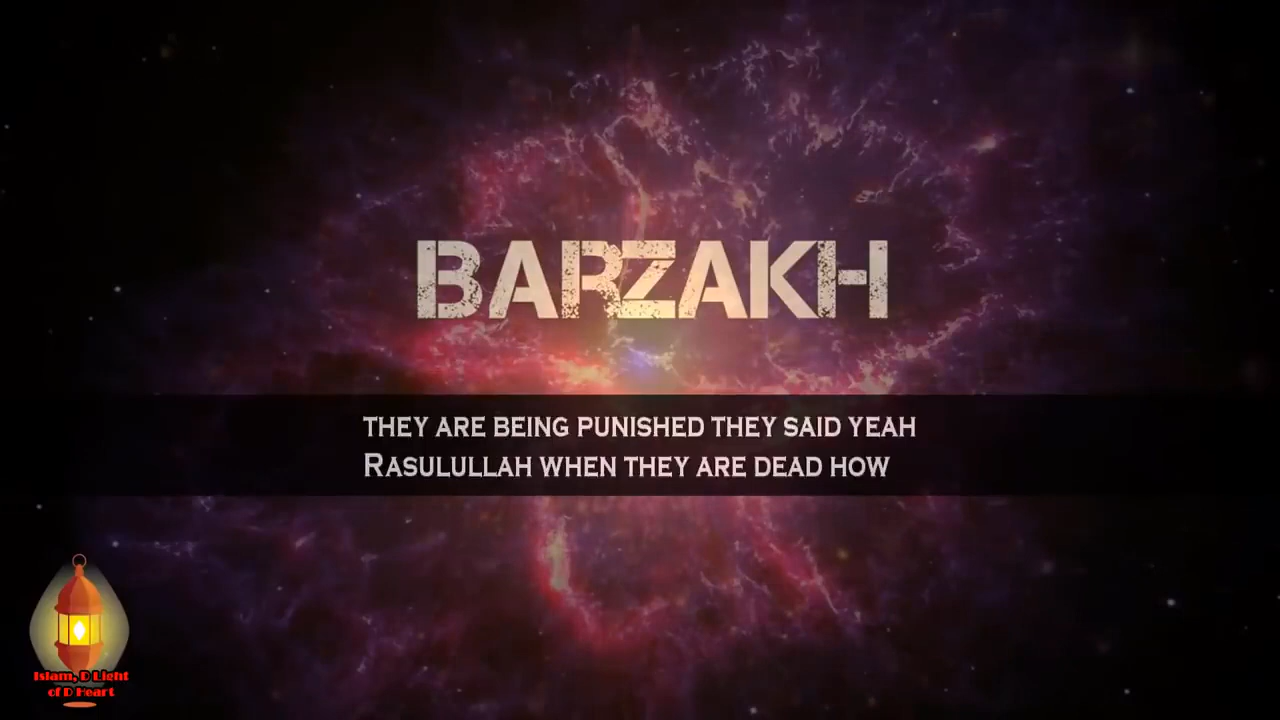 BARZAKH
THEY ARE BEING PUNISHED THEY SAID YEAH
RASULULLAH WHEN THEY ARE DEAD HOW
Islam, D Light
of D Heart